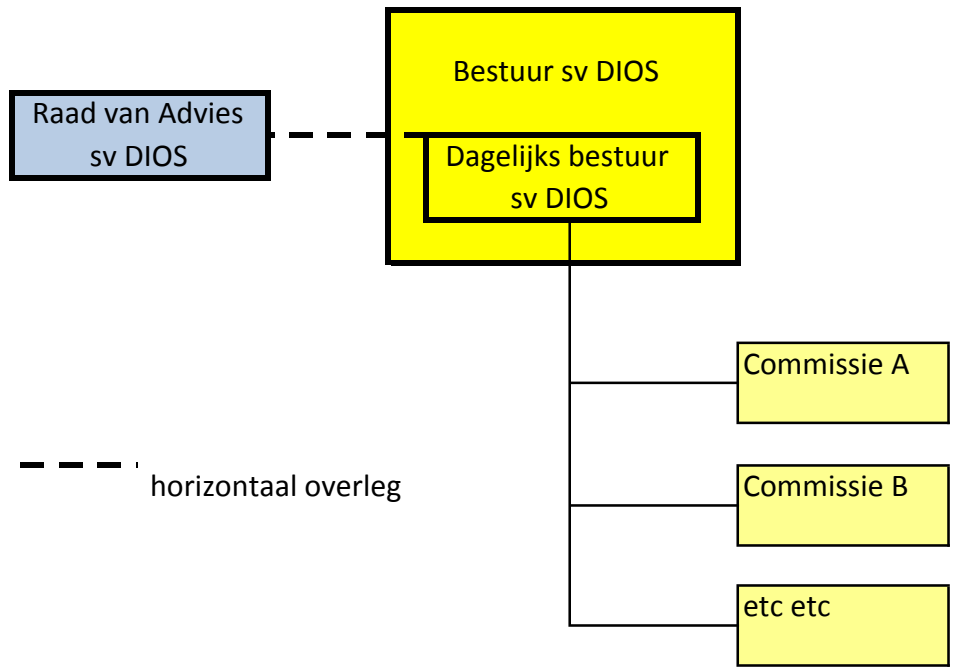 Bestuur sv DIOS
Raad van Advies
sv DIOS
Dagelijks bestuur
sv DIOS
Commissie A
horizontaal overleg
Commissie B
etc etc